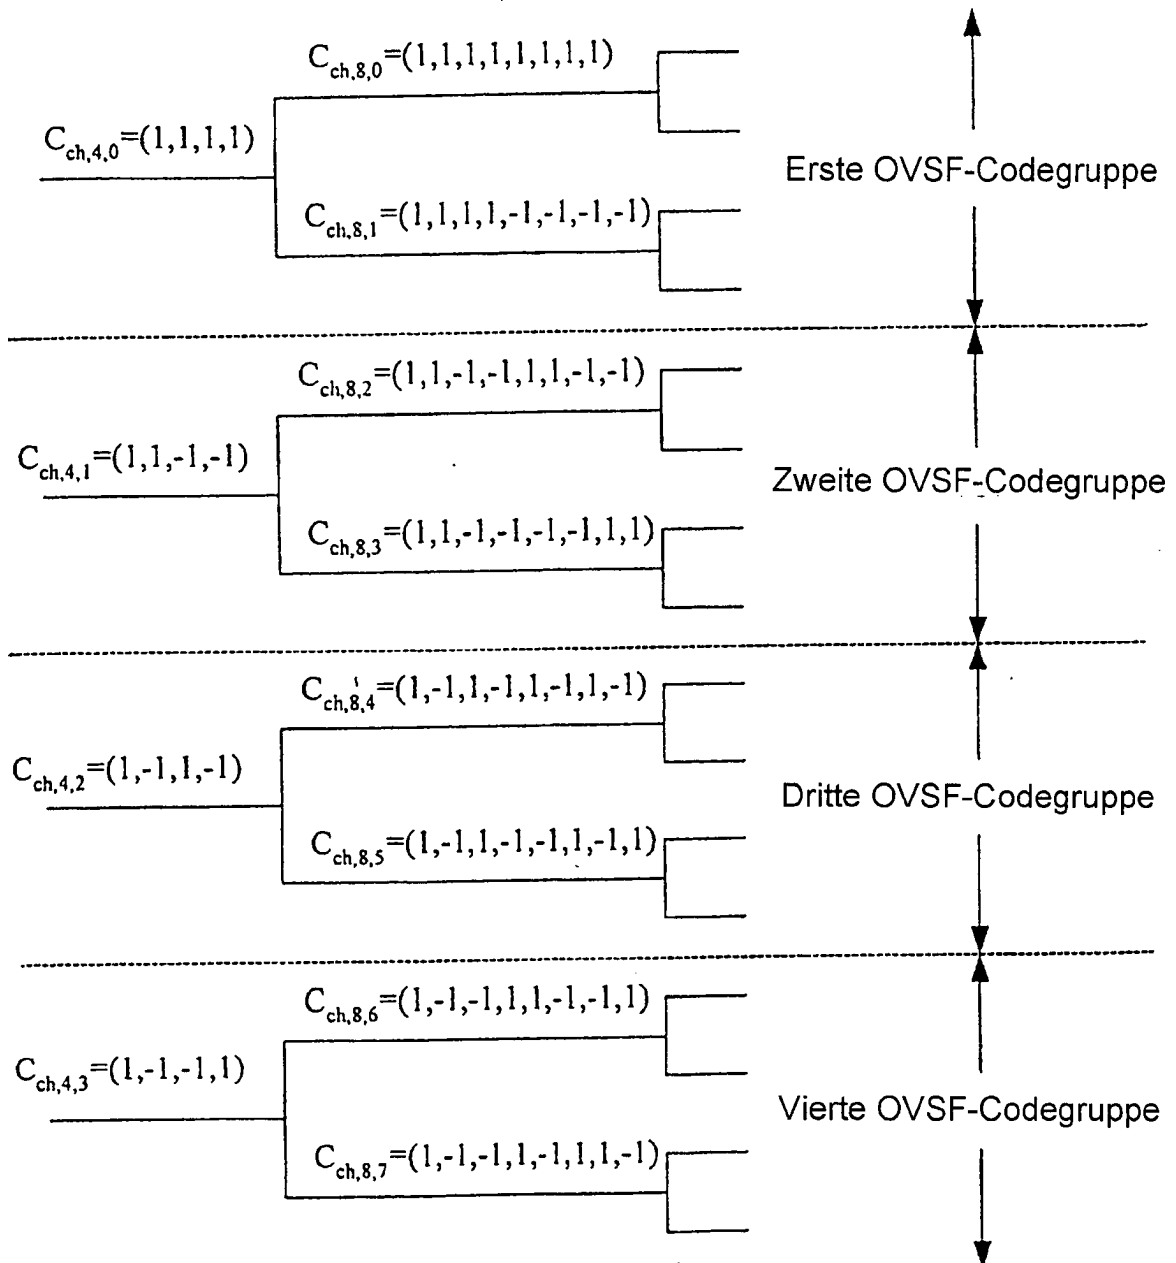 C_ch,8,0=(1,1,1,1,1,1,1,1)
C_ch,4,0=(1,1,1,1)
Erste OVSF-Codegruppe
C_ch,8,1=(1,1,1,1,-1,-1,-1,-1)
C_ch,8,2=(1,1,-1,-1,1,1,-1,-1)
C_ch,4,1=(1,1,-1,-1)
Zweite OVSF-Codegruppe
C_ch,8,3=(1,1,-1,-1,-1,-1,1,1)
C_ch,8,4=(1,-1,1,-1,1,-1,1,-1)
C_ch,4,2=(1,-1,1,-1)
Dritte OVSF-Codegruppe
C_ch,8,5=(1,-1,1,-1,-1,1,-1,1)
C_ch,8,6=(1,-1,-1,1,1,-1,-1,1)
C_ch,4,3=(1,-1,-1,1)
Vierte OVSF-Codegruppe
C_ch,8,7=(1,-1,-1,1,-1,1,1,-1)